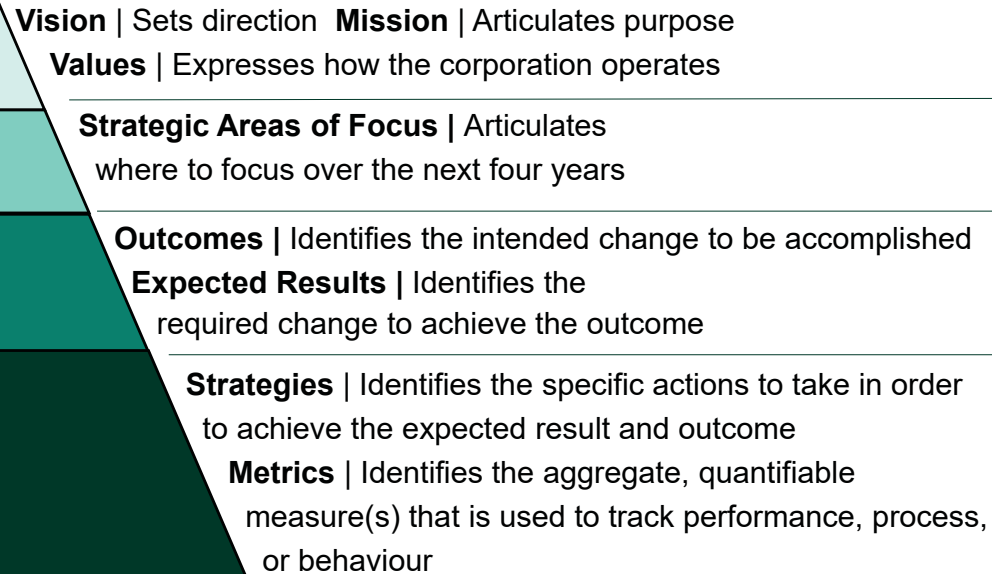 Vision | Sets direction Mission | Articulates purpose
Values | Expresses how the corporation operates
Strategic Areas of Focus | Articulates
where to focus over the next four years
Outcomes | Identifies the intended change to be accomplished
Expected Results | Identifies the
required change to achieve the outcome
Strategies | Identifies the specific actions to take in order
to achieve the expected result and outcome
Metrics | Identifies the aggregate, quantifiable
measure(s) that is used to track performance, process,
or behaviour